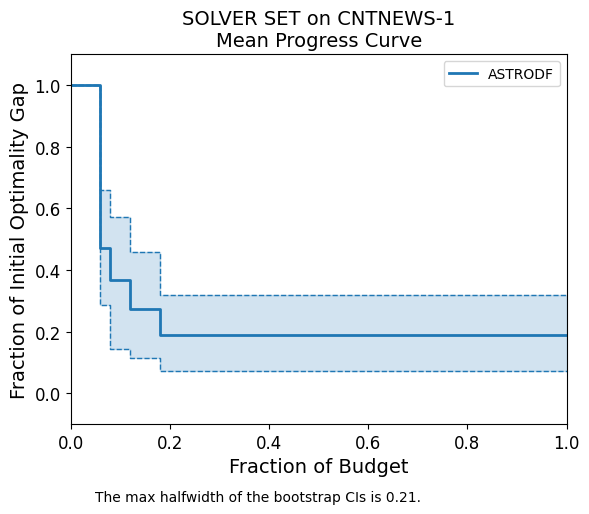 SOLVER SET on CNTNEWS-1
Mean Progress Curve
ASTRODF
Fraction of Initial Optimality Gap
1.0
0.8
0.6
0.4
0.2
0.0
0.0 0.2 0.4 0.6 0.8 1.0
Fraction of Budget
The max halfwidth of the bootstrap CIs is 0.21.